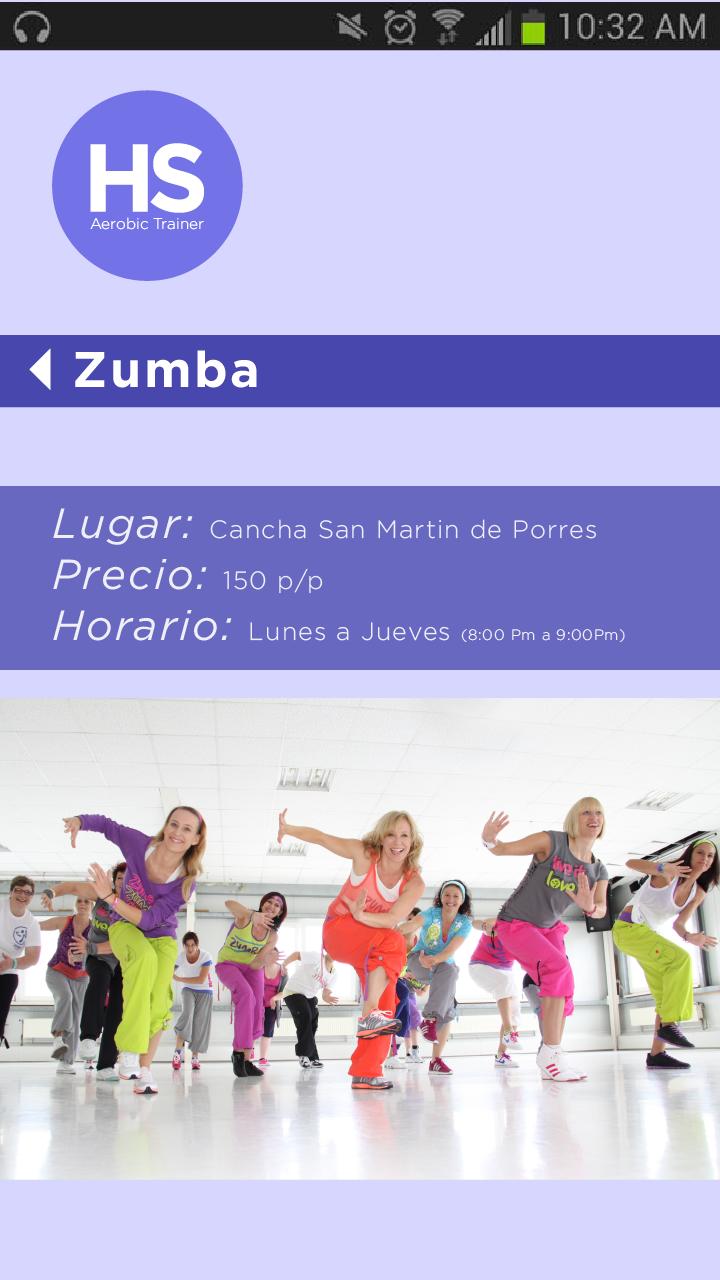 10:32 AM
HS
Aerobic Trainer
Zumba
Lugar: Cancha San Martin de Porres
Precio: 150 p/p
Horario: Lunes a Jueves (8:00 Pm a 9:00Pm)